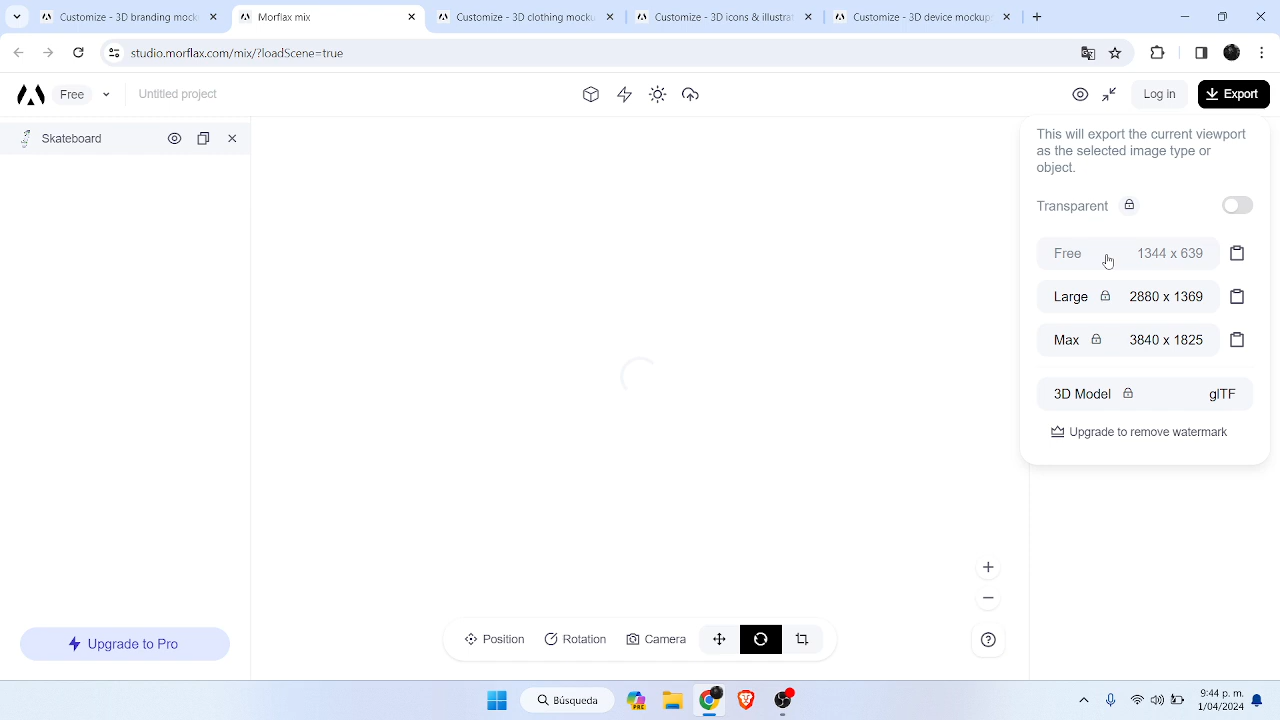 Customize - 3D branding mock
Morflax mix
Customize - 3D clothing mock
Customize - 3D icons & illustrat
Customize - 3D device mockup
studio.morflax.com/mix/?loadScene=true
Free
Untitled project
Log in
Export
Skateboard
This will export the current viewport
as the selected image type or
object.
Transparent
Free 1344 x 639
Large 2880 x 1369
Max 3840 x 1825
3D Model glTF
Upgrade to remove watermark
Upgrade to Pro
Position
Rotation
Camera
Búsqueda
PRE
9:44 p. m.
1/04/2024